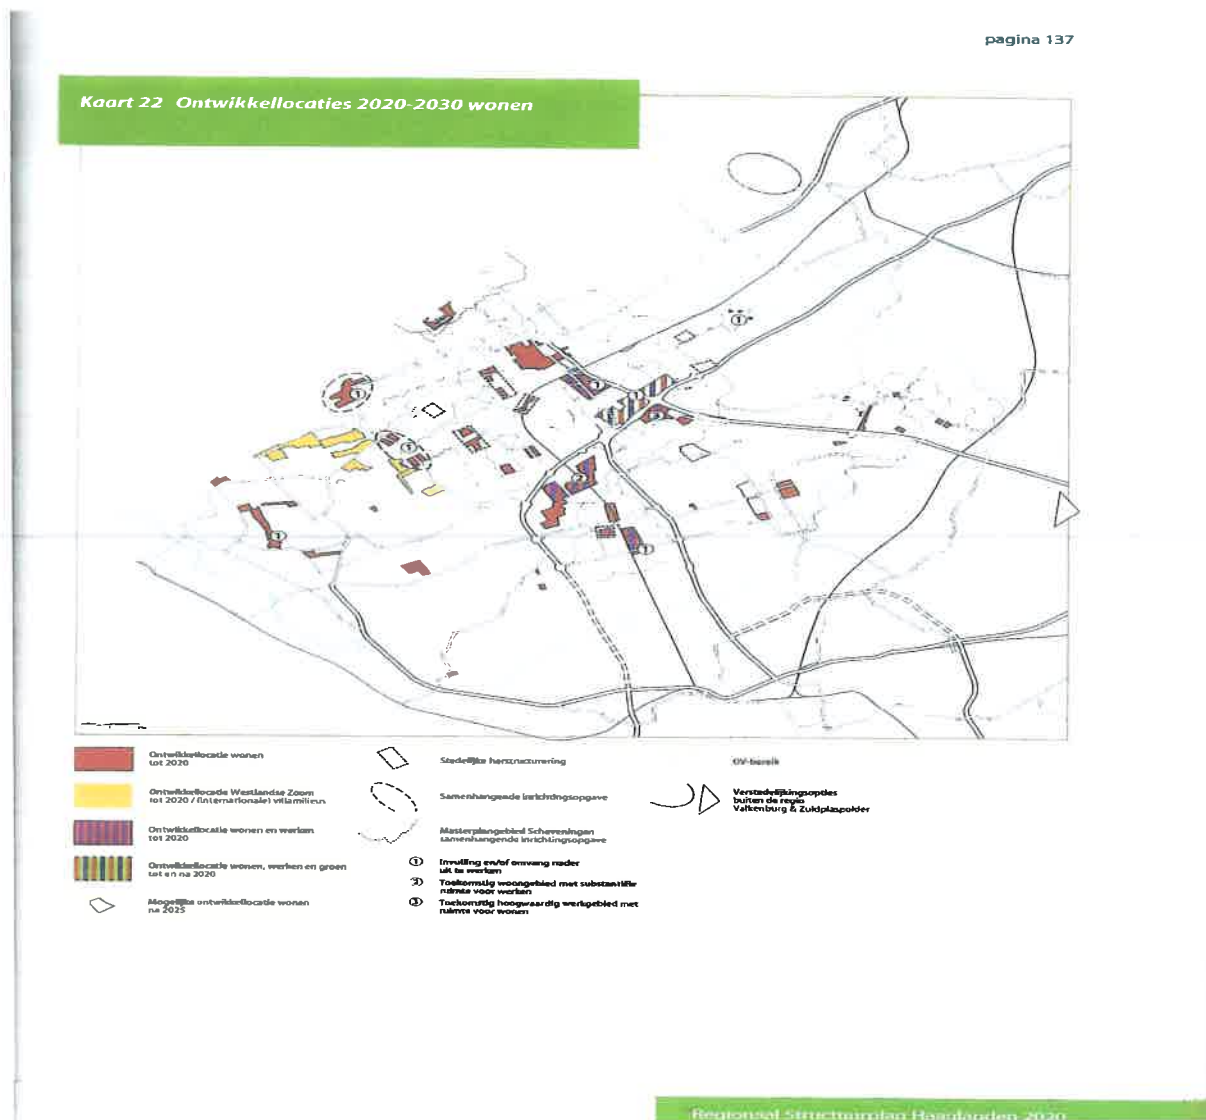 pagina 137
Kaart 22 Ontwikkellocaties 2020-2030 wonen
Ontwikkellocatie wonen
tot 2020
Ontwikkellocatie Westlandse Zoom
tot 2020 / (internationale) villamilieus
Ontwikkellocatie wonen en werken
tot 2020
Ontwikkellocatie wonen, werken en groen
tot en na 2020
Mogelijke ontwikkellocatie wonen
na 2025
Stedelijke herstructurering
Samenhangende inrichtingsopgave
Masterplangebied Scheveningen
samenhangende inrichtingsopgave
1 Invulling en/of omvang nader
uit te werken
2 Toekomstig woongebied met substantiële
ruimte voor werken
3 Toekomstig hoogwaardig werkgebied met
ruimte voor wonen
OV-bereik
Verstedelijkingsopties
buiten de regio
Valkenburg & Zuidplaspolder
Regionaal Structuurplan Haaglanden 2020